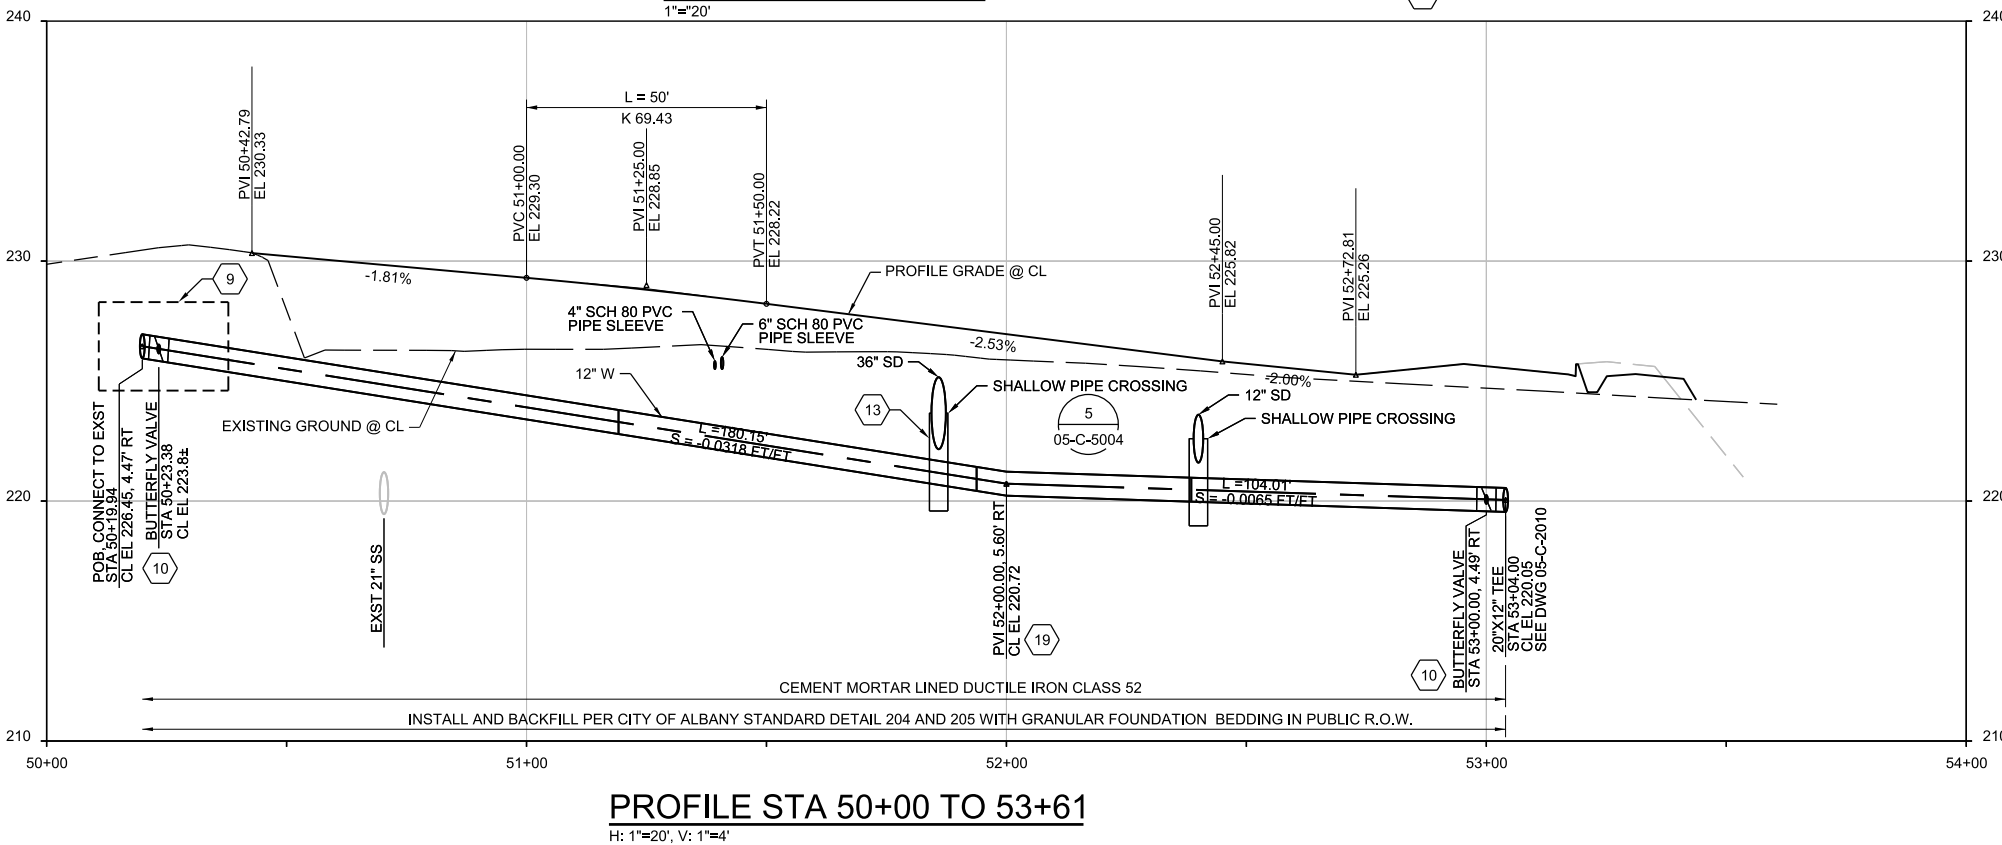 1"="20'
240
240
L = 50'
K 69.43
PVI 50+42.79
EL 230.33
PVC 51+00.00
EL 229.30
PVI 51+25.00
EL 228.85
PVT 51+50.00
EL 228.22
PVI 52+45.00
EL 225.82
PVI 52+72.81
EL 225.26
230
230
9
-1.81%
PROFILE GRADE @ CL
4" SCH 80 PVC
PIPE SLEEVE
6" SCH 80 PVC
PIPE SLEEVE
-2.53%
-2.00%
12" W
36" SD
SHALLOW PIPE CROSSING
12" SD
SHALLOW PIPE CROSSING
13
5
05-C-5004
EXISTING GROUND @ CL
L =180.15'
S = -0.0318 FT/FT
L =104.01'
S = -0.0065 FT/FT
220
220
POB, CONNECT TO EXST
STA 50+19.94
CL EL 226.45, 4.47' RT
BUTTERFLY VALVE
STA 50+23.38
CL EL 223.8±
10
EXST 21" SS
PVI 52+00.00, 5.60' RT
CL EL 220.72
19
BUTTERFLY VALVE
STA 53+00.00, 4.49' RT
10
20"X12" TEE
STA 53+04.00
CL EL 220.05
SEE DWG 05-C-2010
CEMENT MORTAR LINED DUCTILE IRON CLASS 52
INSTALL AND BACKFILL PER CITY OF ALBANY STANDARD DETAIL 204 AND 205 WITH GRANULAR FOUNDATION BEDDING IN PUBLIC R.O.W.
210
210
50+00
51+00
52+00
53+00
54+00
PROFILE STA 50+00 TO 53+61
H: 1"=20', V: 1"=4'